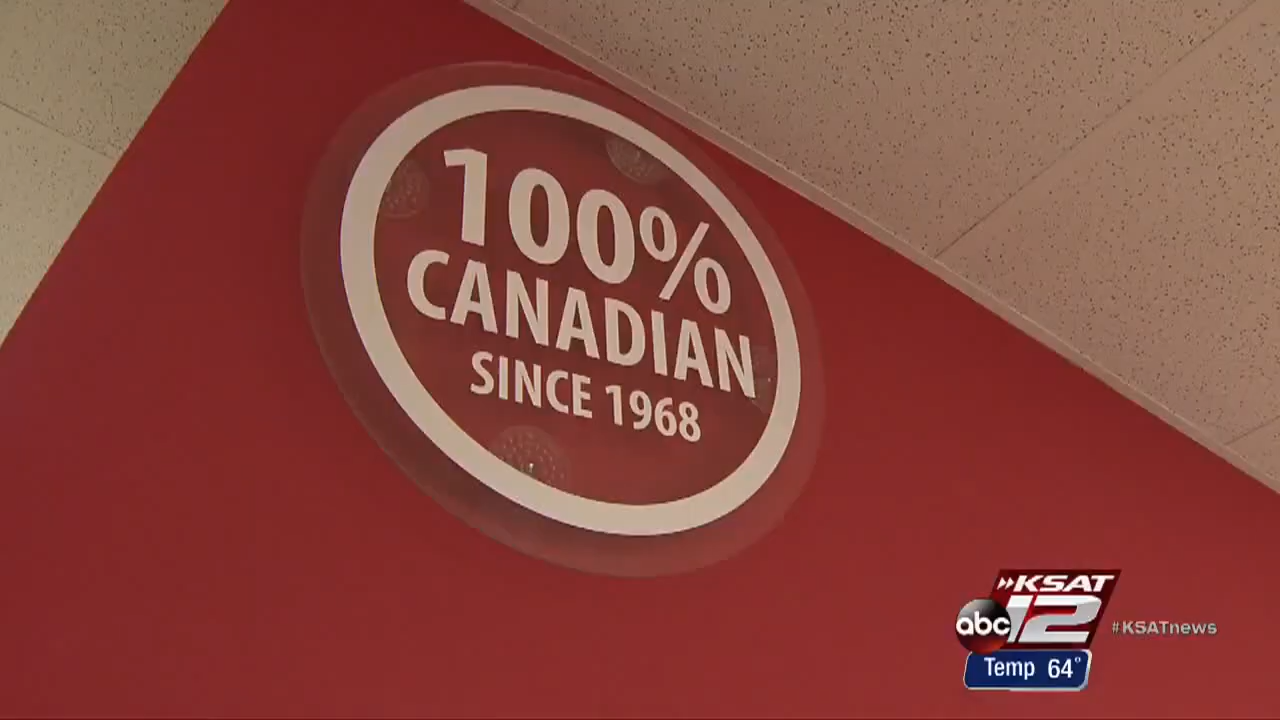 100%
CANADIAN
SINCE 1968
KSAT
abc 12
#KSATnews
Temp 64°